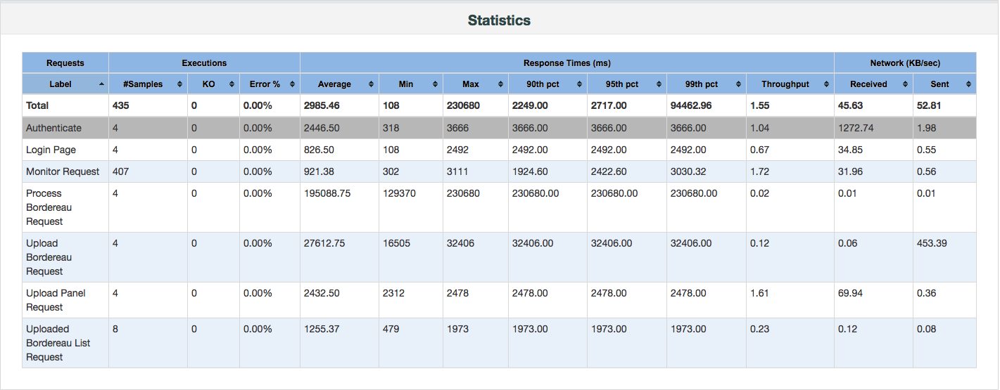 Statistics
Requests Executions Response Times (ms) Network (KB/sec)
Label #Samples KO Error % Average Min Max 90th pct 95th pct 99th pct Throughput Received Sent
Total 435 0 0.00% 2985.46 108 230680 2249.00 2717.00 94462.96 1.55 45.63 52.81
Authenticate 4 0 0.00% 2446.50 318 3666 3666.00 3666.00 3666.00 1.04 1272.74 1.98
Login Page 4 0 0.00% 826.50 108 2492 2492.00 2492.00 2492.00 0.67 34.85 0.55
Monitor Request 407 0 0.00% 921.38 302 3111 1924.60 2422.60 3030.32 1.72 31.96 0.56
Process 4 0 0.00% 195088.75 129370 230680 230680.00 230680.00 230680.00 0.02 0.01 0.01
Bordereau
Request
Upload 4 0 0.00% 27612.75 16505 32406 32406.00 32406.00 32406.00 0.12 0.06 453.39
Bordereau
Request
Upload Panel 4 0 0.00% 2432.50 2312 2478 2478.00 2478.00 2478.00 1.61 69.94 0.36
Request
Uploaded 8 0 0.00% 1255.37 479 1973 1973.00 1973.00 1973.00 0.23 0.12 0.08
Bordereau List
Request